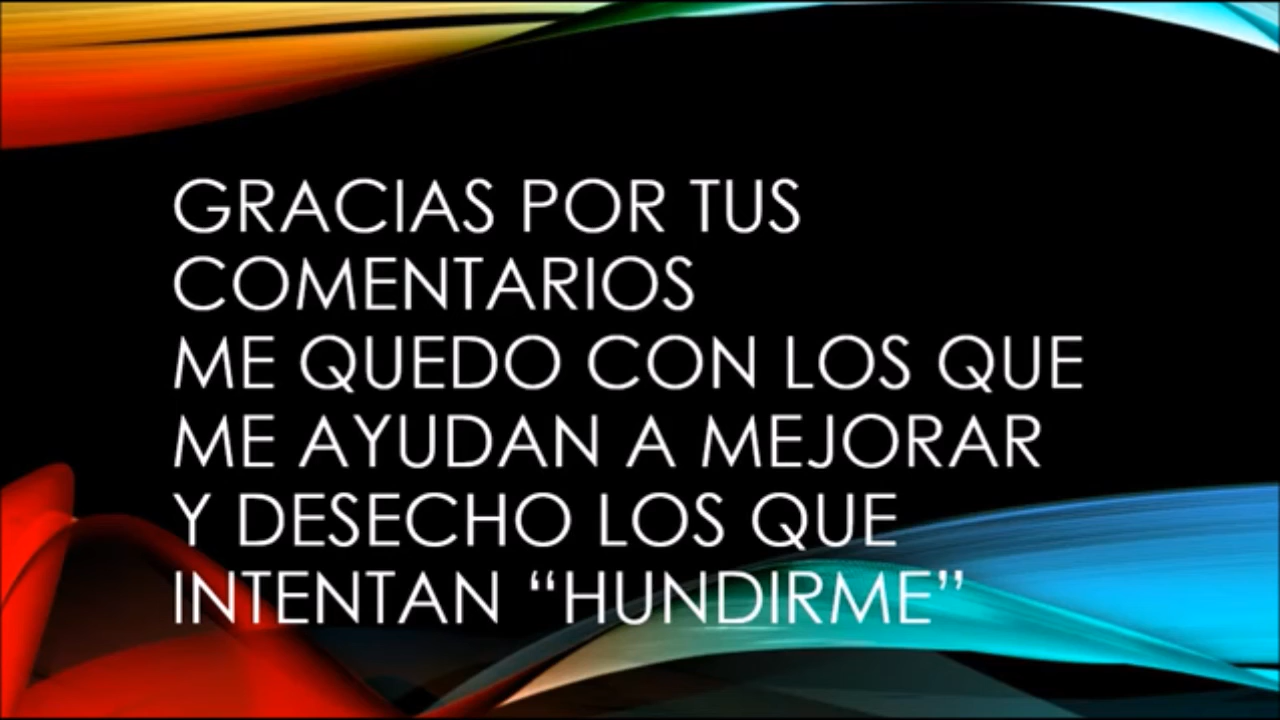 GRACIAS POR TUS
COMENTARIOS
ME QUEDO CON LOS QUE
ME AYUDAN A MEJORAR
Y DESECHO LOS QUE
INTENTAN “HUNDIRME”